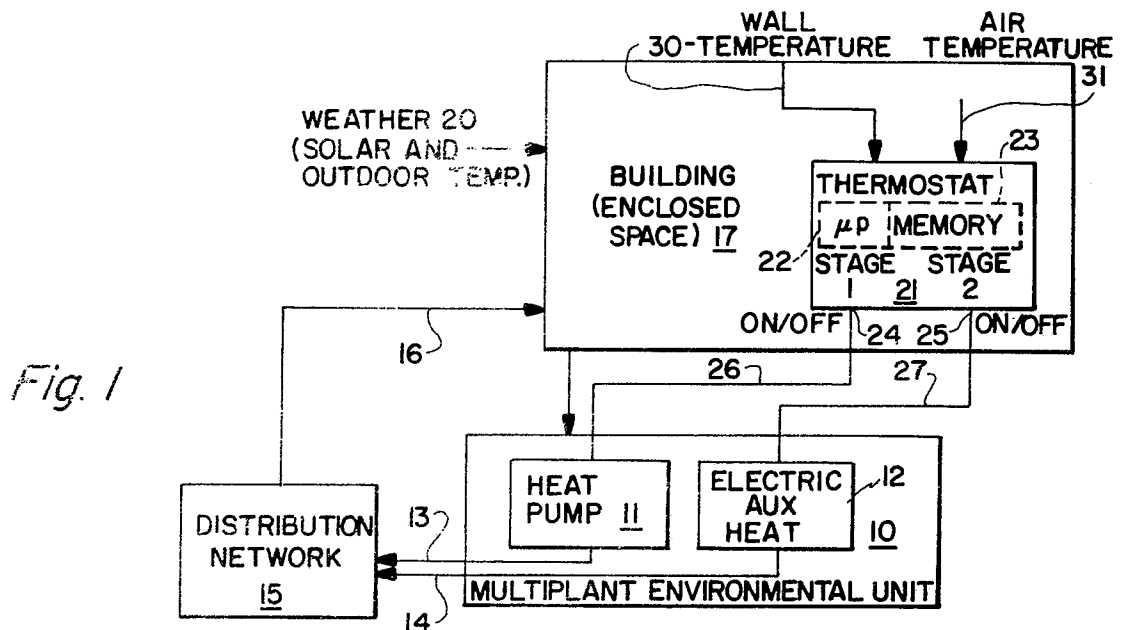 WALL
30-TEMPERATURE
AIR
TEMPERATURE
31
WEATHER 20
(SOLAR AND
OUTDOOR TEMP.)
BUILDING
(ENCLOSED
SPACE) 17
23
THERMOSTAT
μP MEMORY
22
STAGE STAGE
1 21 2
ON/OFF 24 25 ON/OFF
16
26
27
Fig. 1
HEAT
PUMP 11
ELECTRIC
AUX
HEAT
12
10
DISTRIBUTION
NETWORK
15
13
14
MULTIPLANT ENVIRONMENTAL UNIT